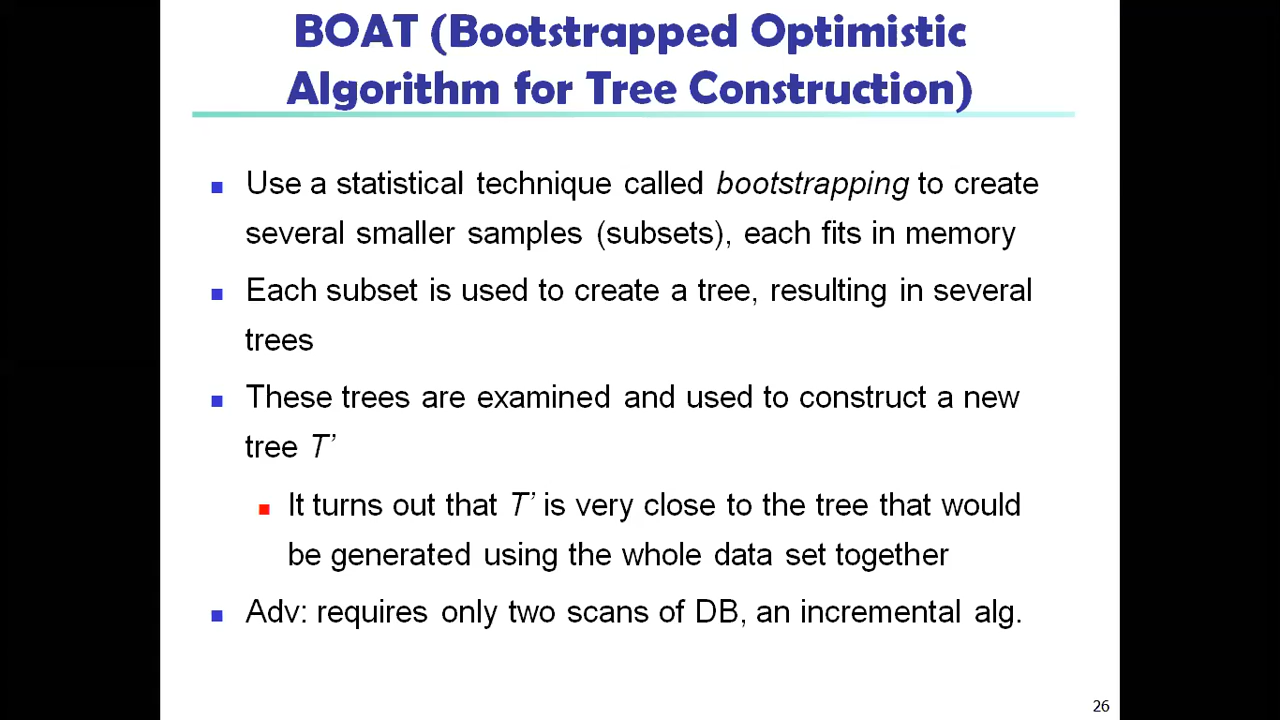 BOAT (Bootstrapped Optimistic
Algorithm for Tree Construction)
Use a statistical technique called bootstrapping to create
several smaller samples (subsets), each fits in memory
Each subset is used to create a tree, resulting in several
trees
These trees are examined and used to construct a new
tree T’
It turns out that T’ is very close to the tree that would
be generated using the whole data set together
Adv: requires only two scans of DB, an incremental alg.
26